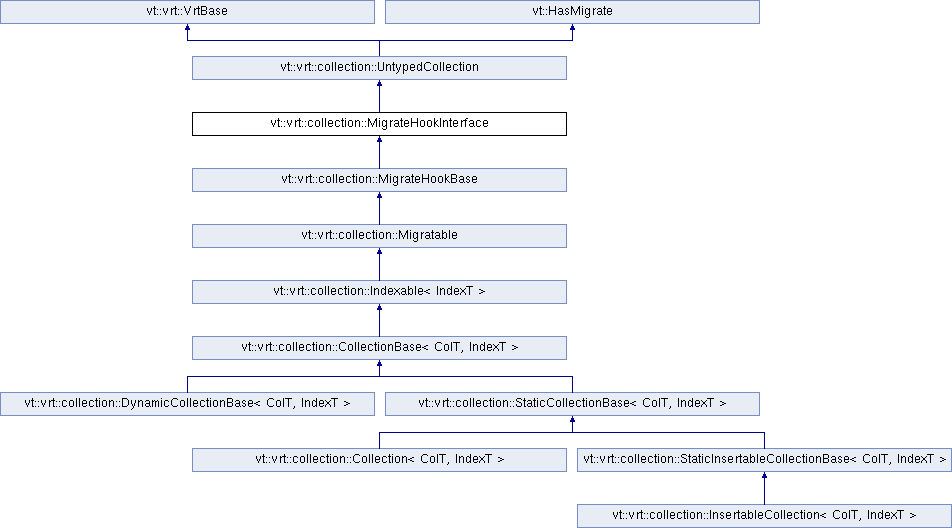 vt::vrt::VrtBase
vt::HasMigrate
vt::vrt::collection::UntypedCollection
vt::vrt::collection::MigrateHookInterface
vt::vrt::collection::MigrateHookBase
vt::vrt::collection::Migratable
vt::vrt::collection::Indexable< IndexT >
vt::vrt::collection::CollectionBase< ColT, IndexT >
vt::vrt::collection::DynamicCollectionBase< ColT, IndexT >
vt::vrt::collection::StaticCollectionBase< ColT, IndexT >
vt::vrt::collection::Collection< ColT, IndexT >
vt::vrt::collection::StaticInsertableCollectionBase< ColT, IndexT >
vt::vrt::collection::InsertableCollection< ColT, IndexT >